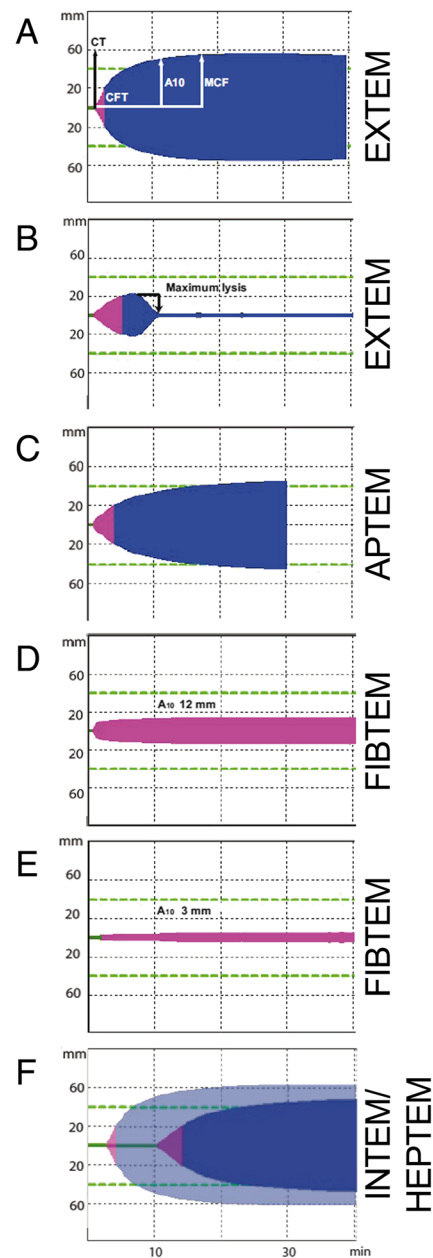 A
mm
CT
60
20
20
60
CFT
A10
MCF
EXTEM
B
mm
60
20
20
60
Maximum lysis
EXTEM
C
mm
60
20
20
60
APTEM
D
mm
60
20
20
60
A10 12 mm
FIBTEM
E
mm
60
20
20
60
A10 3 mm
FIBTEM
F
mm
60
20
20
60
INTEM/
HEPTEM
10 30 min